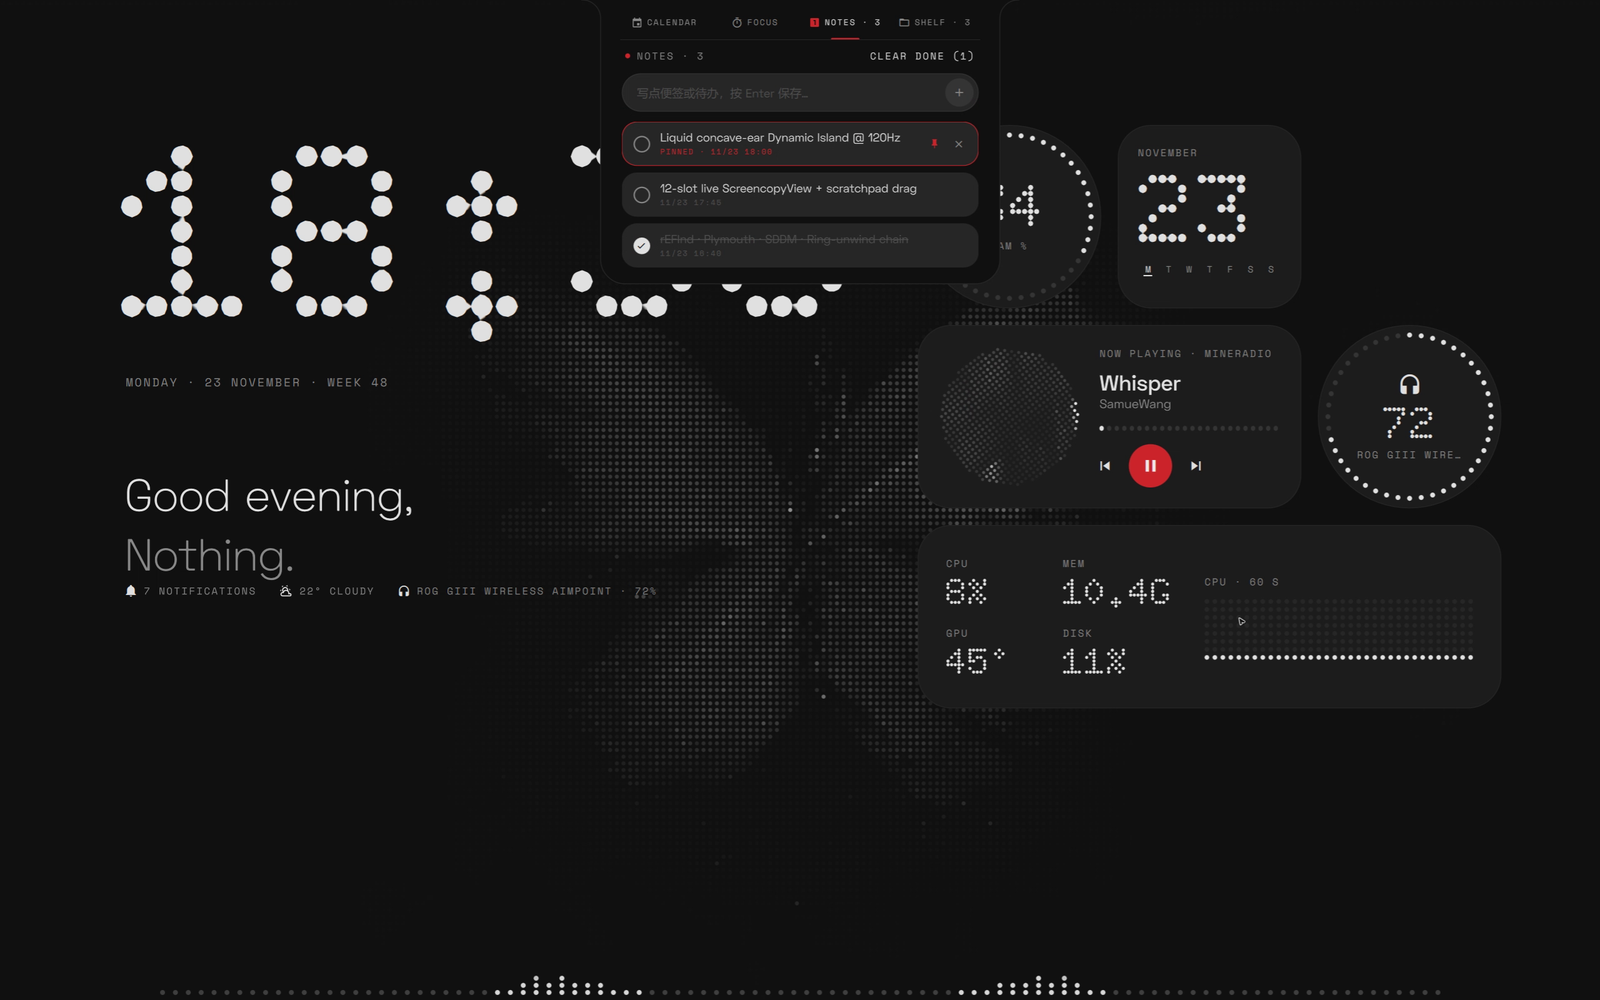 CALENDAR
FOCUS
NOTES · 3
SHELF · 3
NOTES · 3
CLEAR DONE (1)
写点便签或待办，按 Enter 保存…
Liquid concave-ear Dynamic Island @ 120Hz
PINNED · 11/23 18:00
12-slot live ScreencopyView + scratchpad drag
11/23 17:45
rEFInd · Plymouth · SDDM · Ring-unwind chain
11/23 16:40
18:
MONDAY · 23 NOVEMBER · WEEK 48
Good evening,
Nothing.
7 NOTIFICATIONS
22° CLOUDY
ROG GIII WIRELESS AIMPOINT · 72%
4
AM %
NOVEMBER
23
M T W T F S S
NOW PLAYING · MINERADIO
Whisper
SamueWang
72
ROG GIII WIRE…
CPU
8%
MEM
10.4G
GPU
45°
DISK
11%
CPU · 60 S